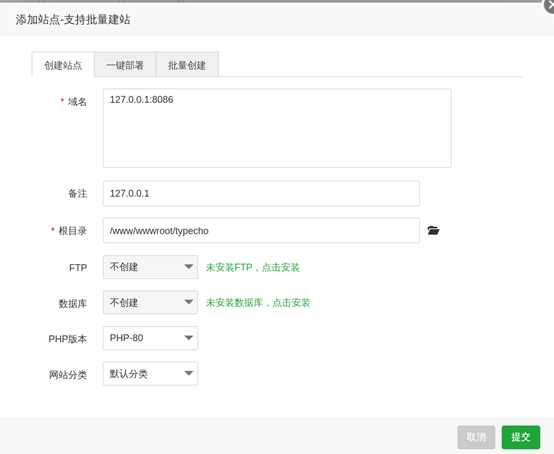 添加站点-支持批量建站
创建站点 一键部署 批量创建
* 域名 127.0.0.1:8086
备注 127.0.0.1
* 根目录 /www/wwwroot/typecho
FTP 不创建 未安装FTP，点击安装
数据库 不创建 未安装数据库，点击安装
PHP版本 PHP-80
网站分类 默认分类
取消 提交